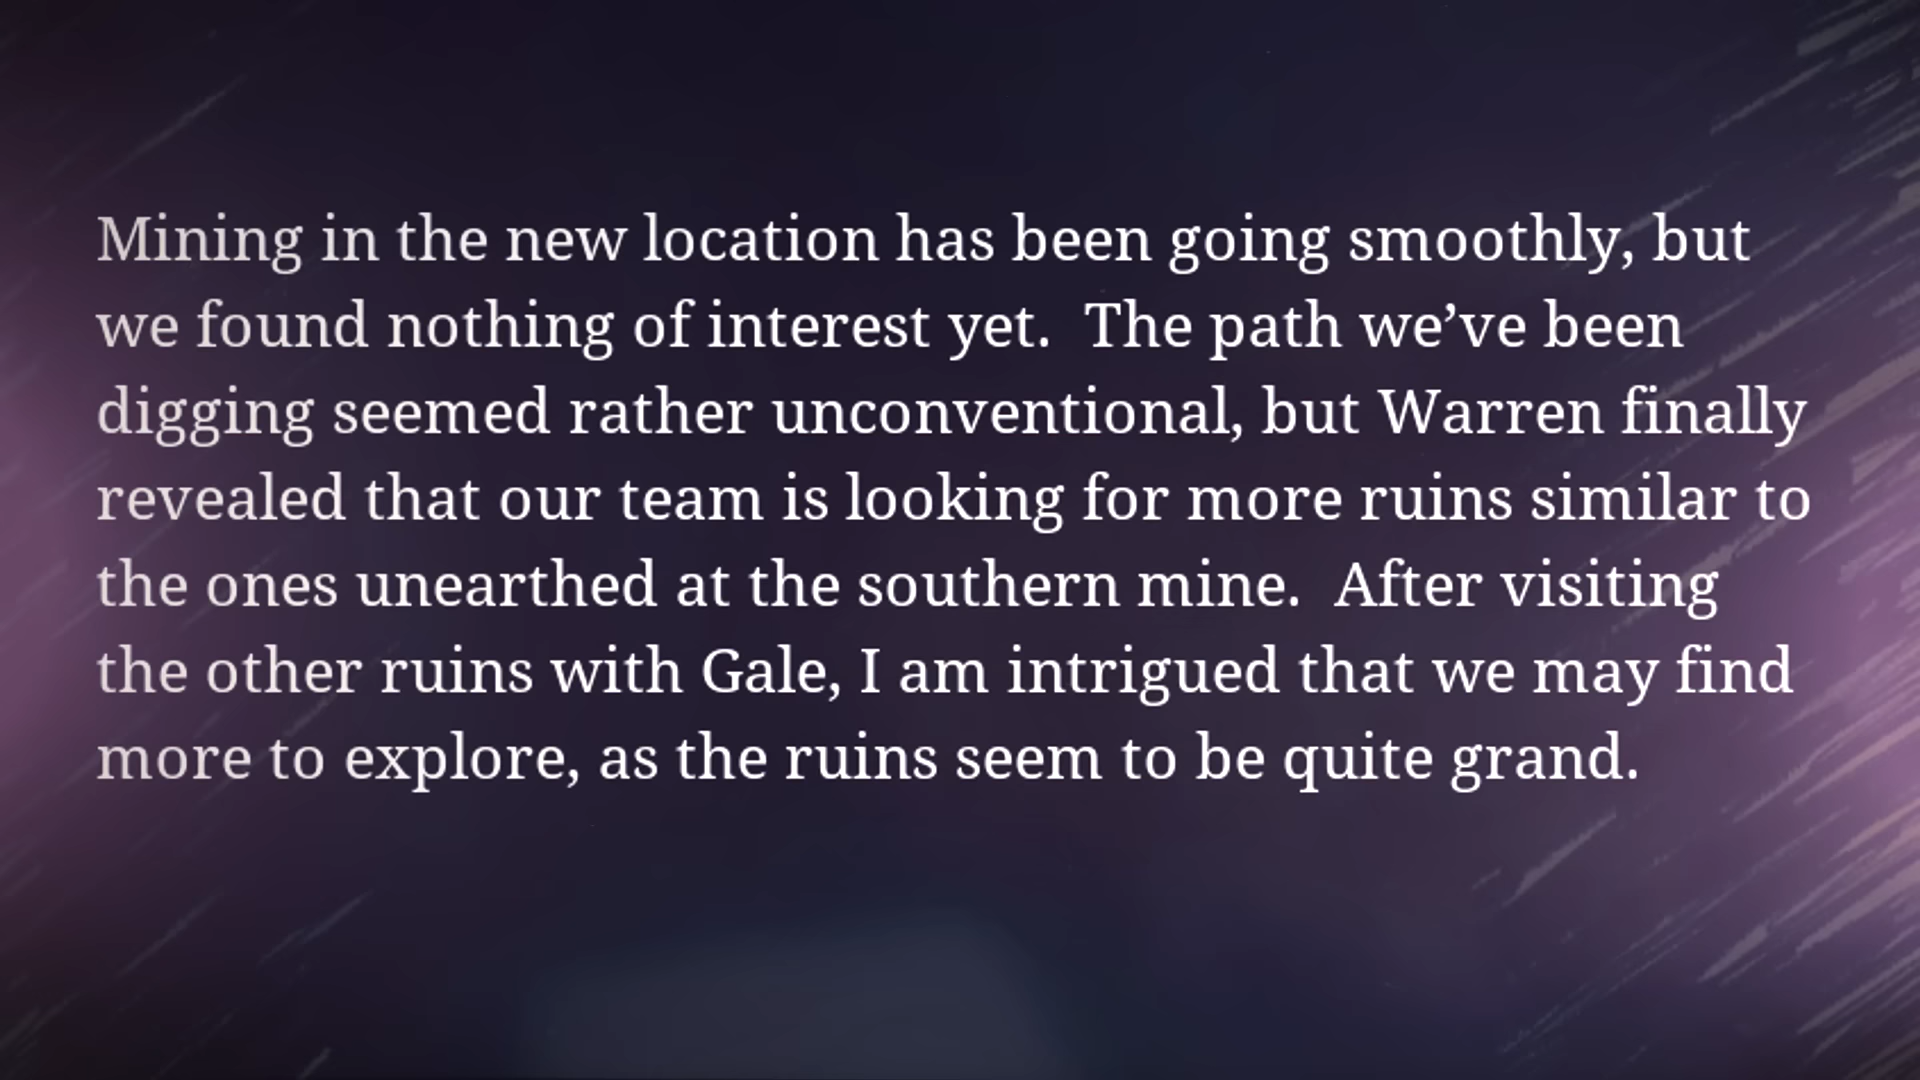 Mining in the new location has been going smoothly, but
we found nothing of interest yet.  The path we’ve been
digging seemed rather unconventional, but Warren finally
revealed that our team is looking for more ruins similar to
the ones unearthed at the southern mine.  After visiting
the other ruins with Gale, I am intrigued that we may find
more to explore, as the ruins seem to be quite grand.